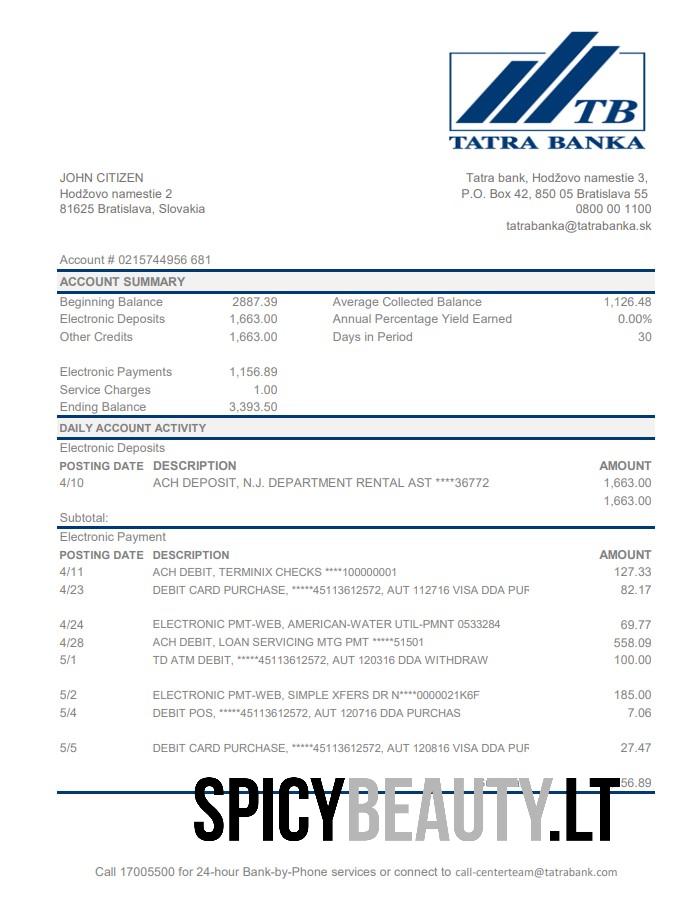 TB
TATRA BANKA
JOHN CITIZEN
Hodžovo namestie 2
81625 Bratislava, Slovakia
Tatra bank, Hodžovo namestie 3,
P.O. Box 42, 850 05 Bratislava 55
0800 00 1100
tatrabanka@tatrabanka.sk
Account # 0215744956 681
ACCOUNT SUMMARY
Beginning Balance 2887.39 Average Collected Balance 1,126.48
Electronic Deposits 1,663.00 Annual Percentage Yield Earned 0.00%
Other Credits 1,663.00 Days in Period 30
Electronic Payments 1,156.89
Service Charges 1.00
Ending Balance 3,393.50
DAILY ACCOUNT ACTIVITY
Electronic Deposits
POSTING DATE DESCRIPTION AMOUNT
4/10 ACH DEPOSIT, N.J. DEPARTMENT RENTAL AST ****36772 1,663.00
1,663.00
Subtotal:
Electronic Payment
POSTING DATE DESCRIPTION AMOUNT
4/11 ACH DEBIT, TERMINIX CHECKS ****100000001 127.33
4/23 DEBIT CARD PURCHASE, *****45113612572, AUT 112716 VISA DDA PUR 82.17
4/24 ELECTRONIC PMT-WEB, AMERICAN-WATER UTIL-PMNT 0533284 69.77
4/28 ACH DEBIT, LOAN SERVICING MTG PMT *****51501 558.09
5/1 TD ATM DEBIT, *****45113612572, AUT 120316 DDA WITHDRAW 100.00
5/2 ELECTRONIC PMT-WEB, SIMPLE XFERS DR N****0000021K6F 185.00
5/4 DEBIT POS, *****45113612572, AUT 120716 DDA PURCHAS 7.06
5/5 DEBIT CARD PURCHASE, *****45113612572, AUT 120816 VISA DDA PUR 27.47
56.89
SPICYBEAUTY.LT
Call 17005500 for 24-hour Bank-by-Phone services or connect to call-centerteam@tatrabank.com